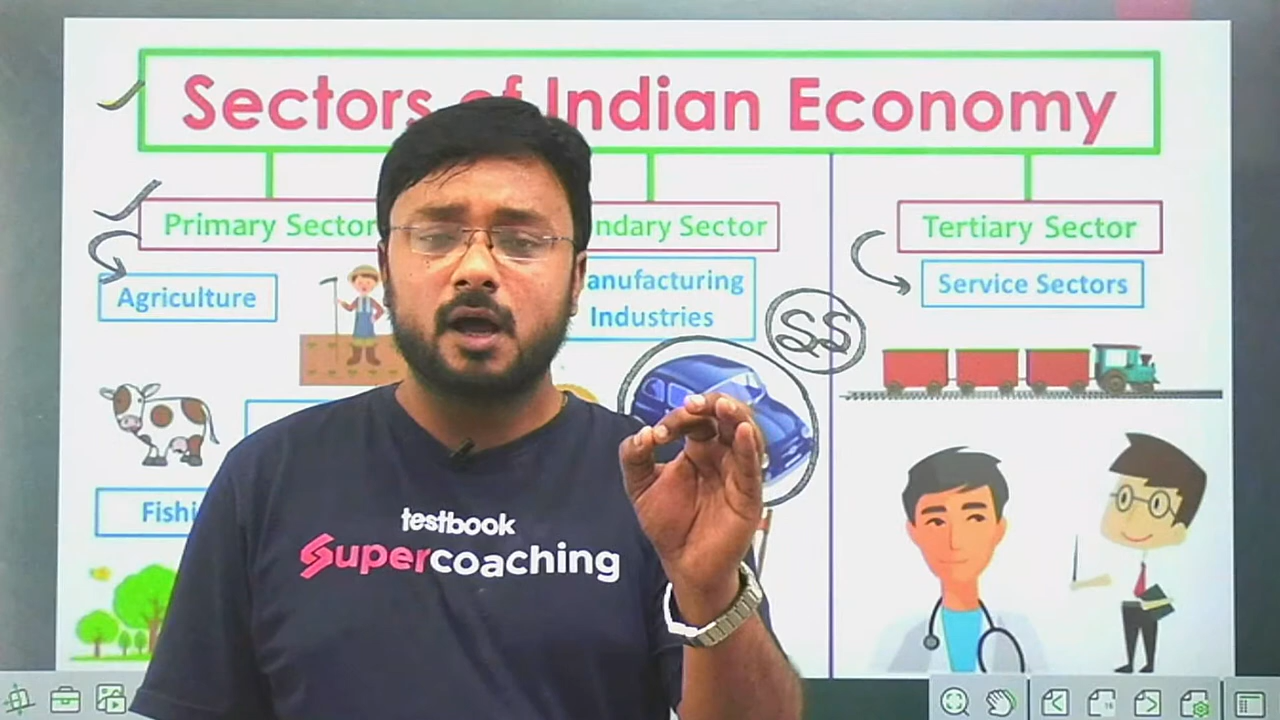 Sectors of Indian Economy
Primary Sector
ndary Sector
Tertiary Sector
Agriculture
anufacturing
Industries
Service Sectors
SS
Fishi
testbook
Supercoaching